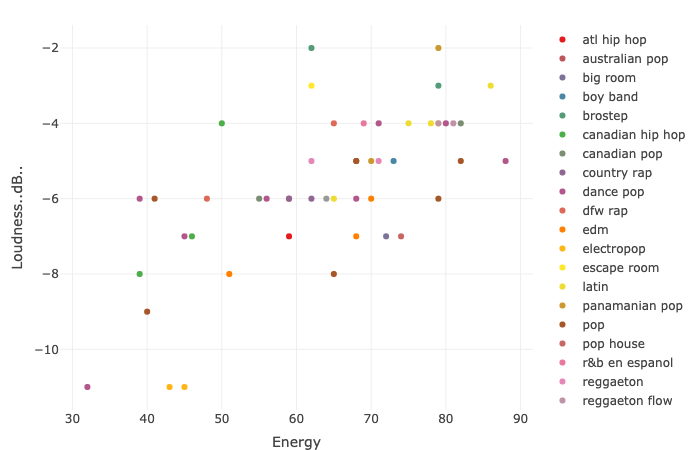 −2
−4
−6
−8
−10
Loudness..dB..
30 40 50 60 70 80 90
Energy
atl hip hop
australian pop
big room
boy band
brostep
canadian hip hop
canadian pop
country rap
dance pop
dfw rap
edm
electropop
escape room
latin
panamanian pop
pop
pop house
r&b en espanol
reggaeton
reggaeton flow